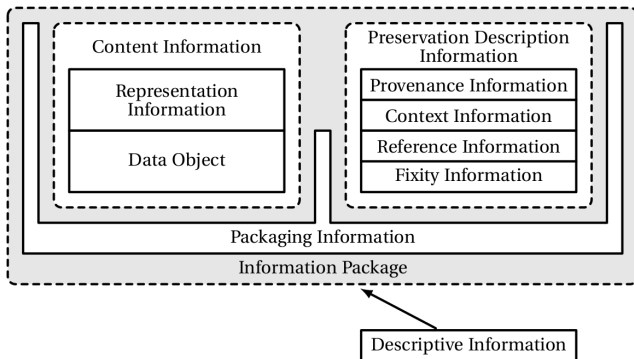 Content Information
Representation
Information
Data Object
Preservation Description
Information
Provenance Information
Context Information
Reference Information
Fixity Information
Packaging Information
Information Package
Descriptive Information